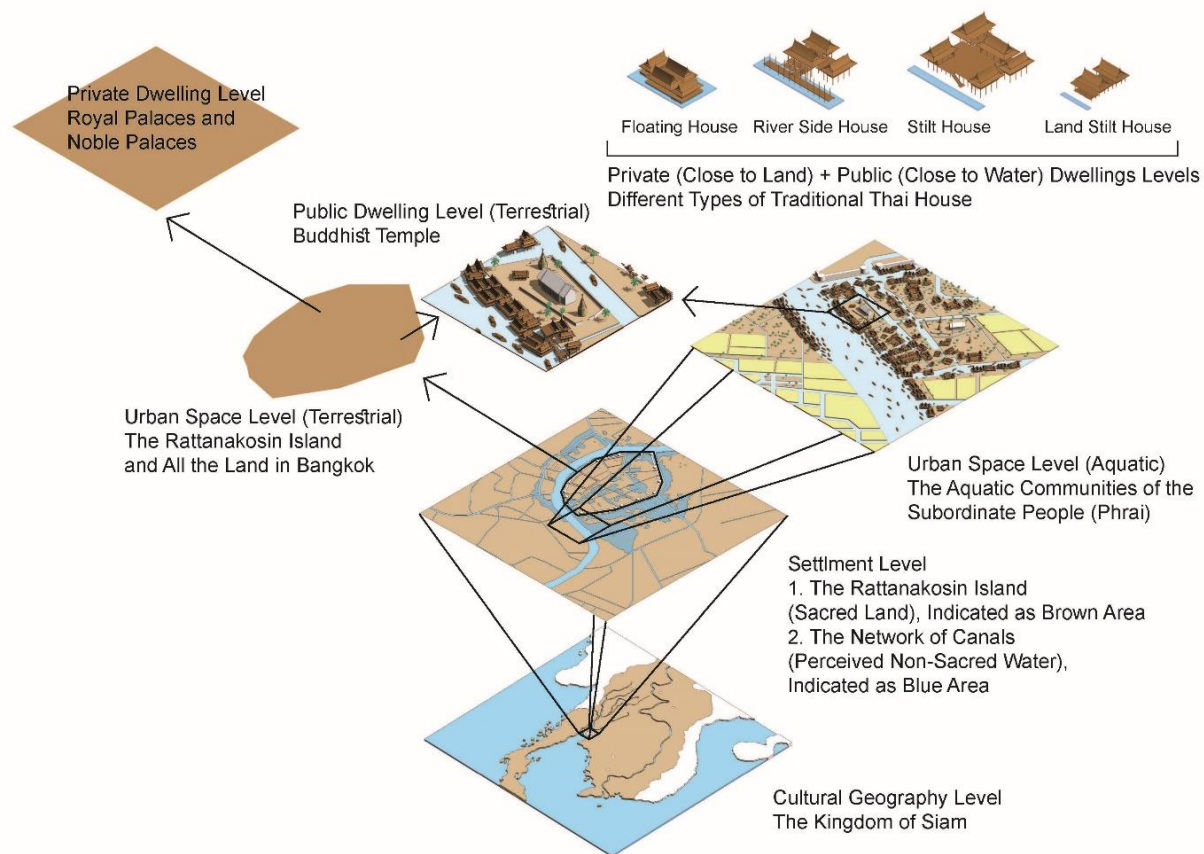 Private Dwelling Level
Royal Palaces and
Noble Palaces
Floating House
River Side House
Stilt House
Land Stilt House
Private (Close to Land) + Public (Close to Water) Dwellings Levels
Different Types of Traditional Thai House
Public Dwelling Level (Terrestrial)
Buddhist Temple
Urban Space Level (Terrestrial)
The Rattanakosin Island
and All the Land in Bangkok
Urban Space Level (Aquatic)
The Aquatic Communities of the
Subordinate People (Phrai)
Settlment Level
1. The Rattanakosin Island
(Sacred Land), Indicated as Brown Area
2. The Network of Canals
(Perceived Non-Sacred Water),
Indicated as Blue Area
Cultural Geography Level
The Kingdom of Siam